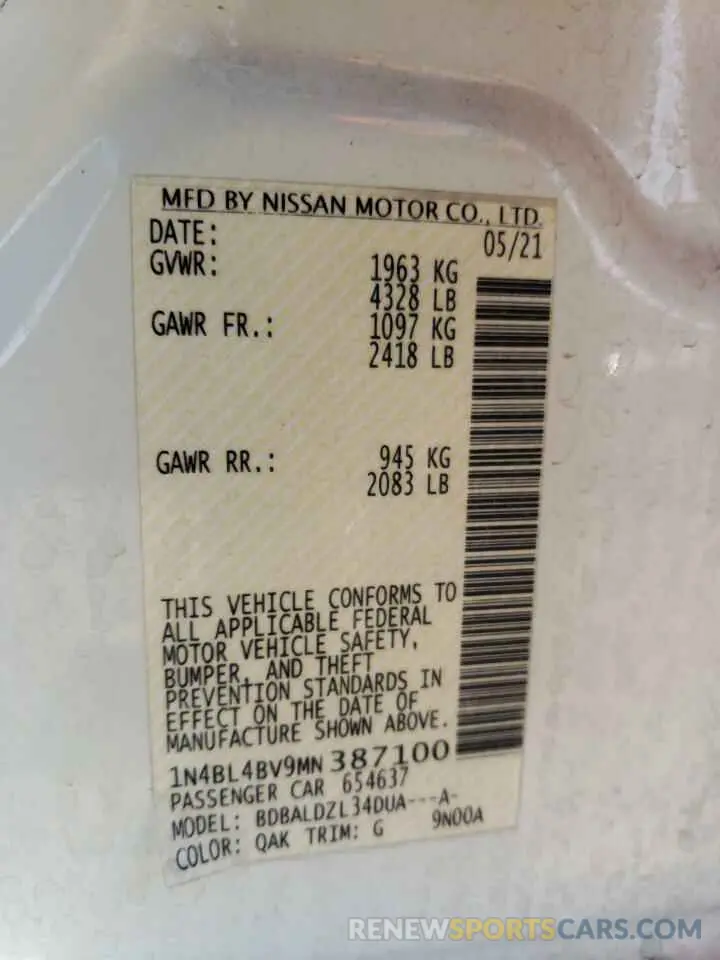 MFD BY NISSAN MOTOR CO., LTD.
DATE: 05/21
GVWR: 1963 KG
4328 LB
GAWR FR.: 1097 KG
2418 LB
GAWR RR.: 945 KG
2083 LB
THIS VEHICLE CONFORMS TO
ALL APPLICABLE FEDERAL
MOTOR VEHICLE SAFETY,
BUMPER, AND THEFT
PREVENTION STANDARDS IN
EFFECT ON THE DATE OF
MANUFACTURE SHOWN ABOVE.
1N4BL4BV9MN387100
PASSENGER CAR 654637
MODEL: BDBALDZL34DUA---A-
COLOR: QAK TRIM: G 9N00A
RENEWSPORTSCARS.COM